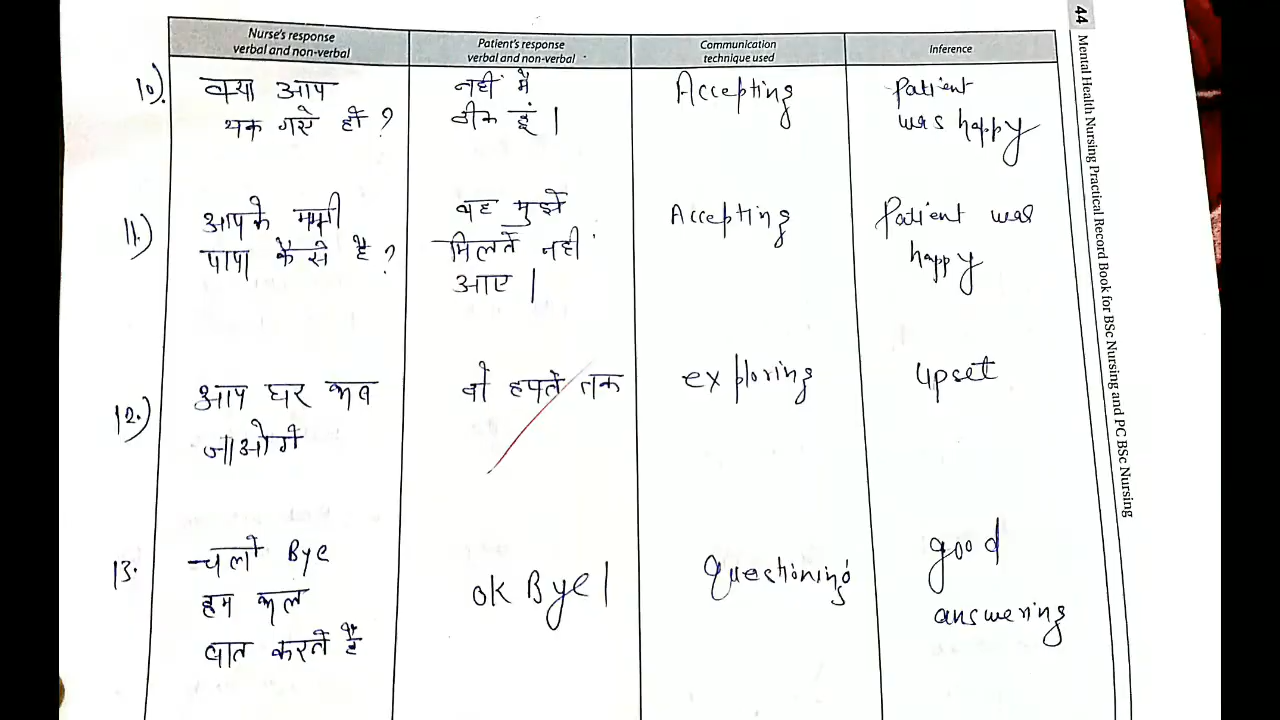 44 Mental Health Nursing Practical Record Book for BSc Nursing and PC BSc Nursing
Nurse's response
verbal and non-verbal
Patient's response
verbal and non-verbal
Communication
technique used
Inference
10).
क्या आप
थक गये हो ?
नहीं मैं
ठीक हूं |
Accepting
Patient
was happy
11.)
आपके मम्मी
पापा कैसे है ?
वह मुझे
मिलते नही
आए |
Accepting
Patient was
happy
12.)
आप घर कब
जाओगे
दो हफ्ते तक
exploring
Upset
13.
चलो Bye
हम कल
बात करते हैं
ok Bye |
Questioning
good
answering